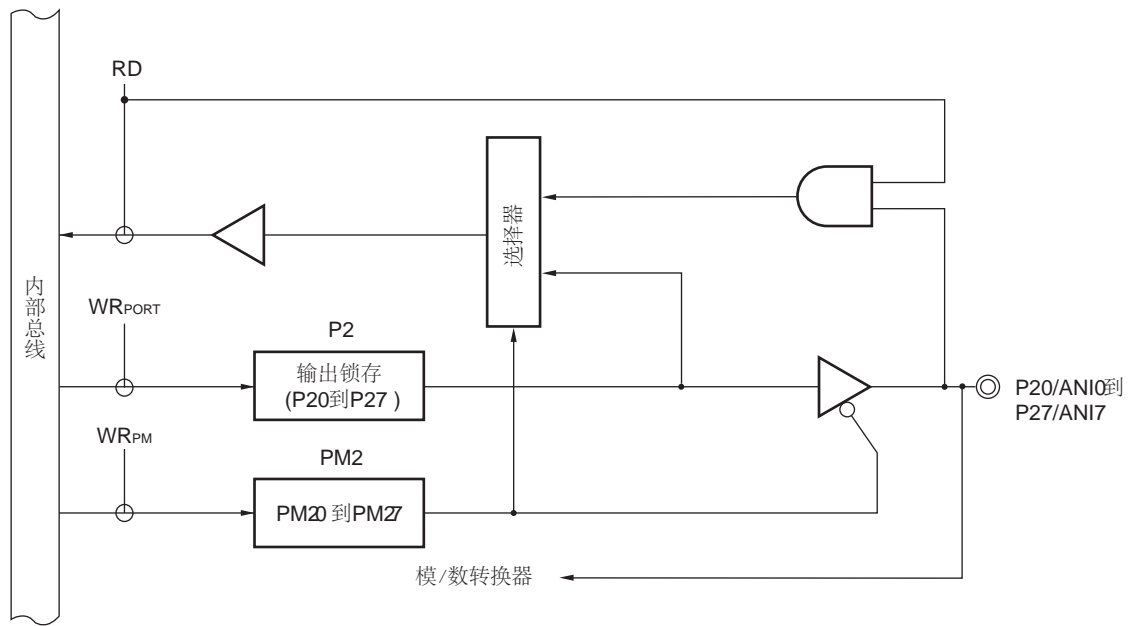 RD
选择器
内部总线
WRPORT
P2
输出锁存
(P20到P27 )
P20/ANI0到
P27/ANI7
WRPM
PM2
PM20 到PM27
模/数转换器